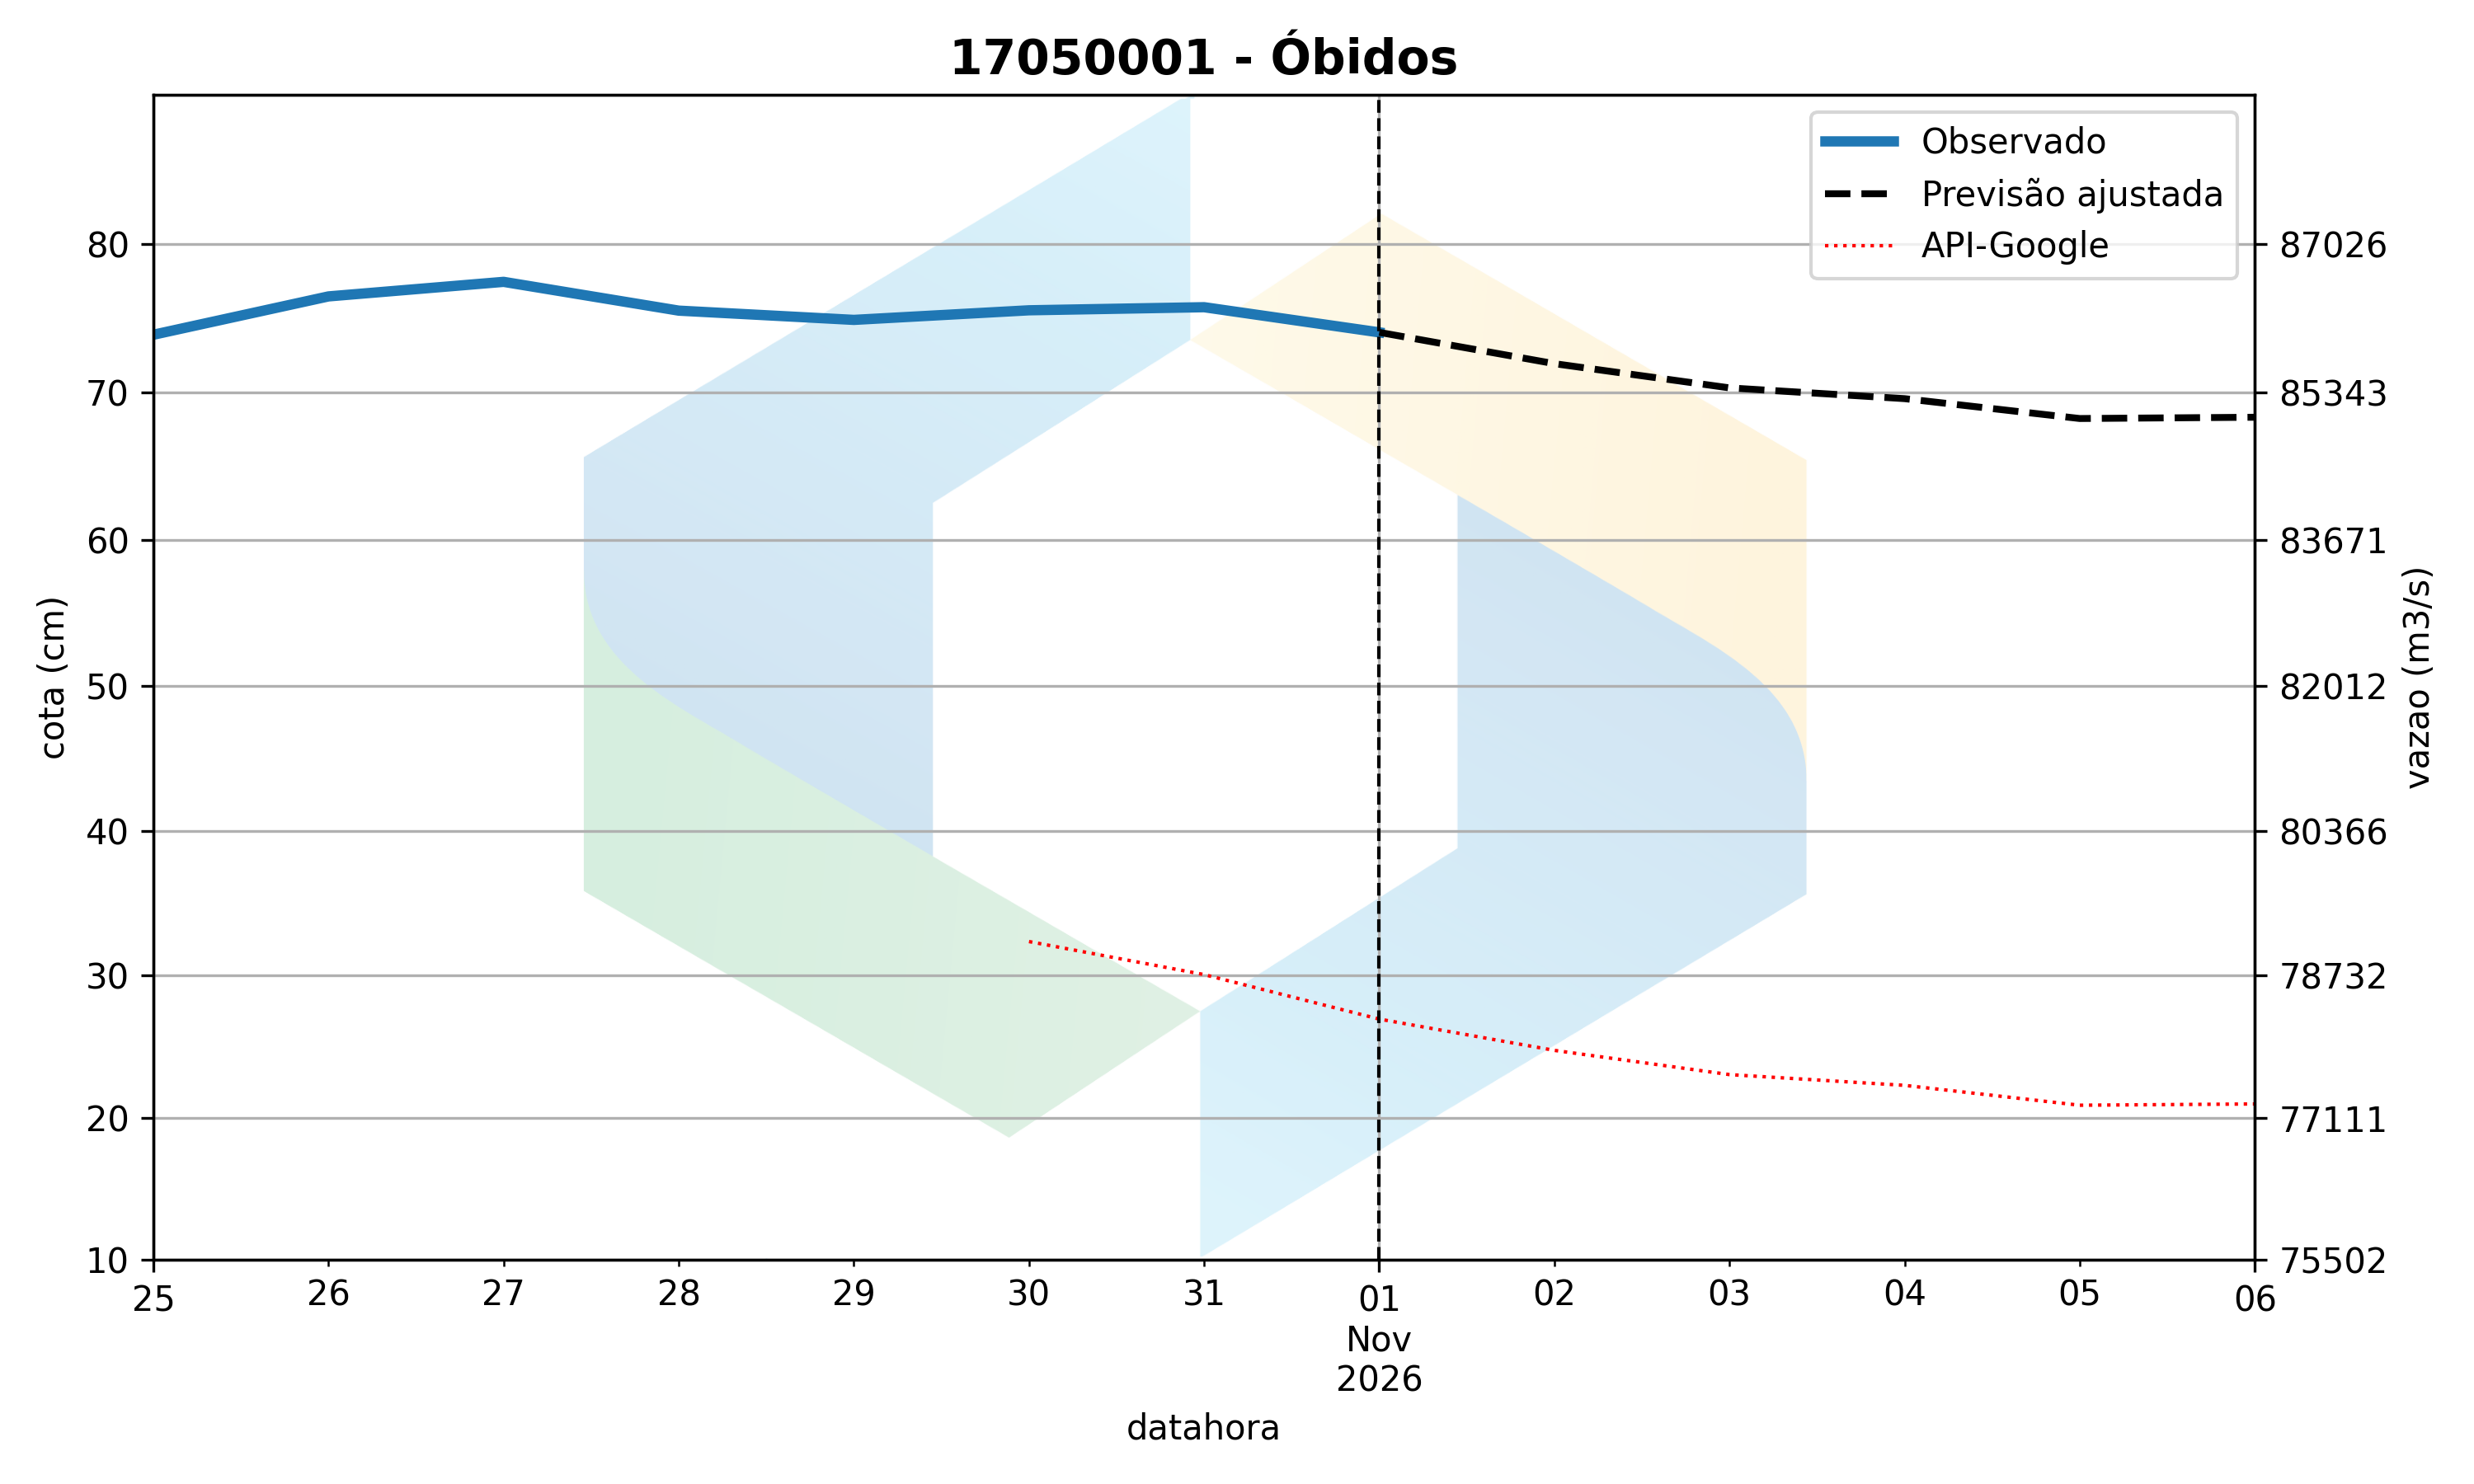 17050001 - Óbidos
Observado
Previsão ajustada
API-Google
80
70
60
50
40
30
20
10
cota (cm)
87026
85343
83671
82012
80366
78732
77111
75502
vazao (m3/s)
25 26 27 28 29 30 31 01 02 03 04 05 06
Nov
2026
datahora